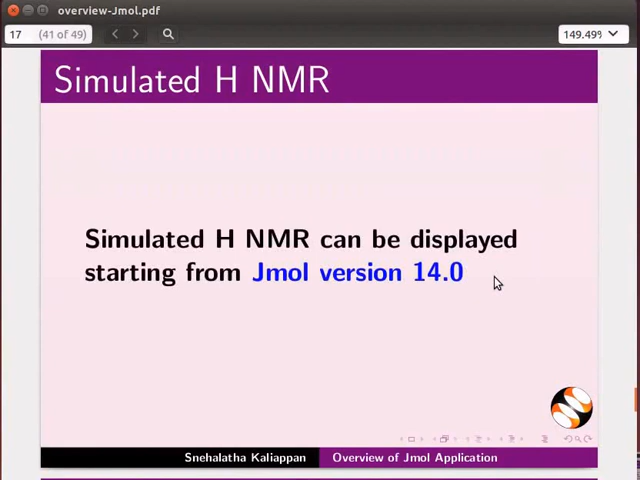 overview-Jmol.pdf
17 (41 of 49) 149.49%
Simulated H NMR
Simulated H NMR can be displayed
starting from Jmol version 14.0
Snehalatha Kaliappan Overview of Jmol Application